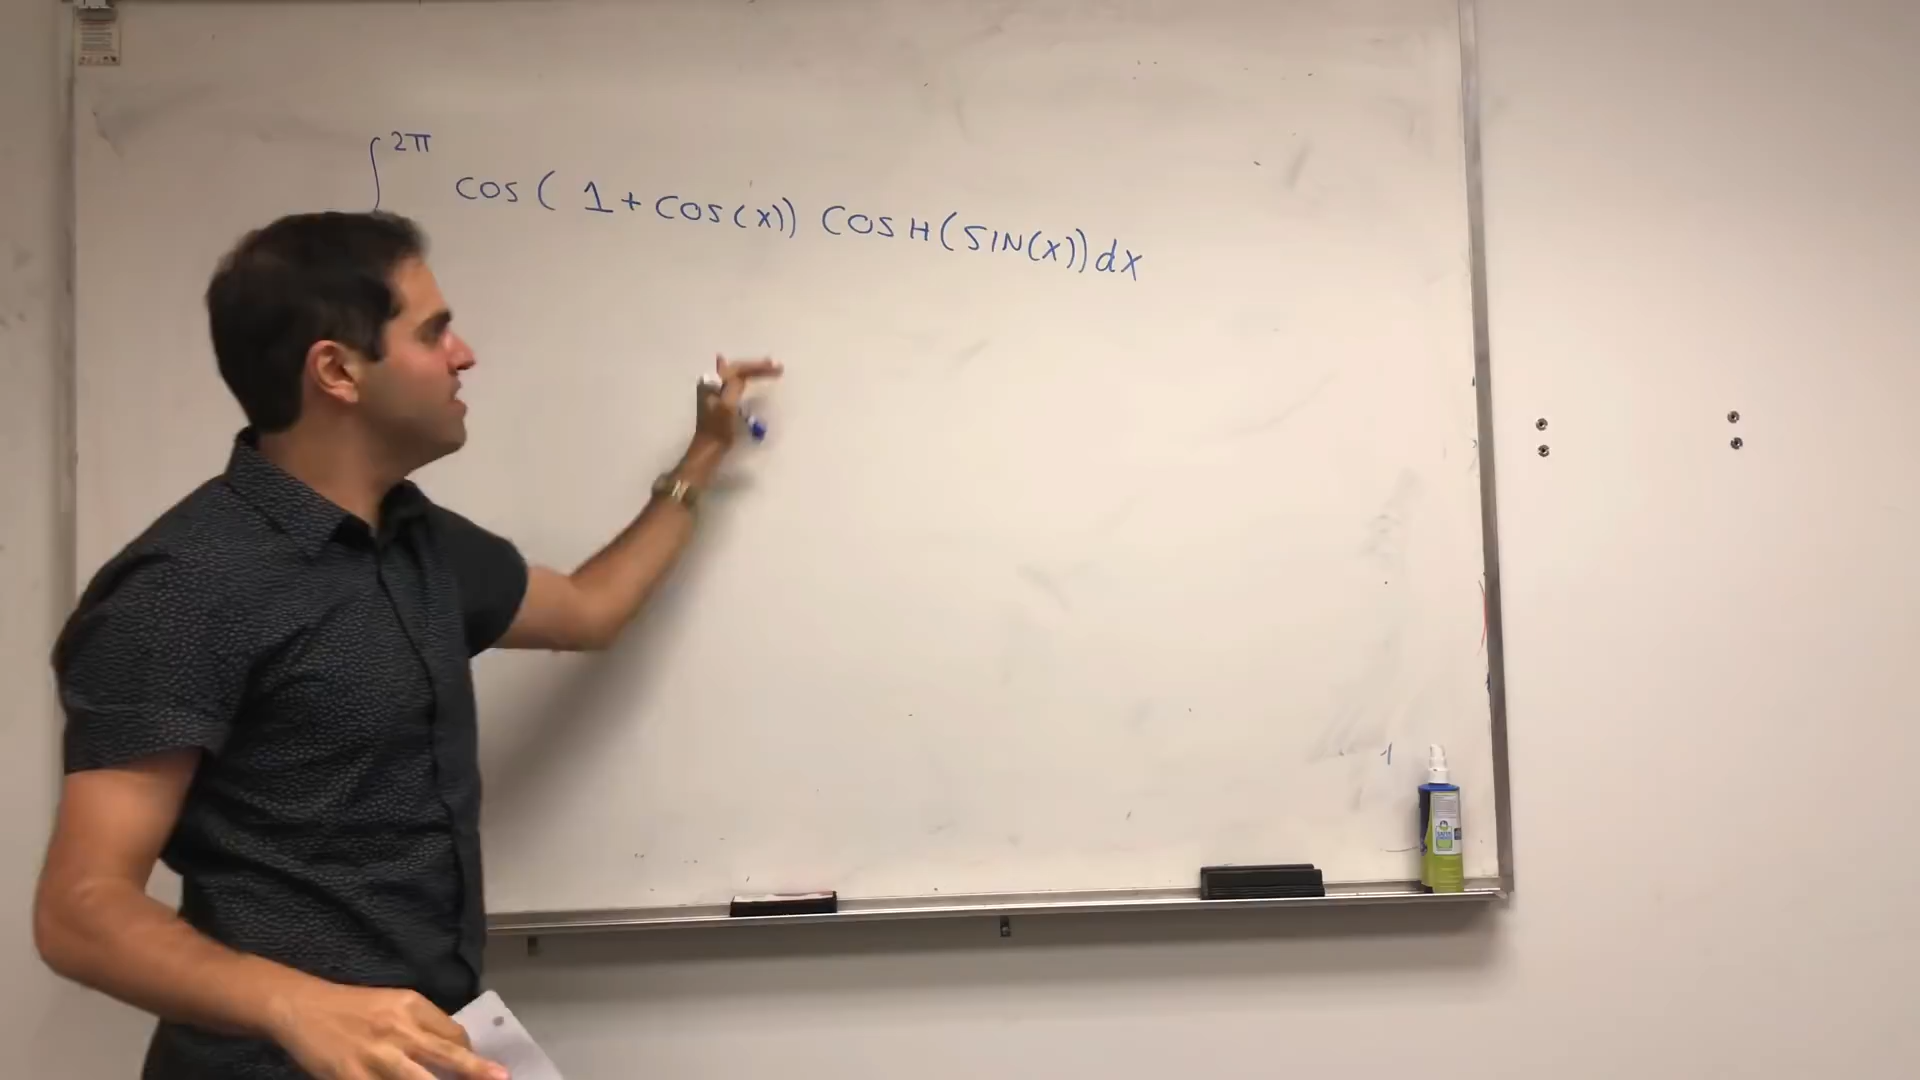 ∫ 2π cos( 1 + cos(x)) cosH(SIN(x))dx